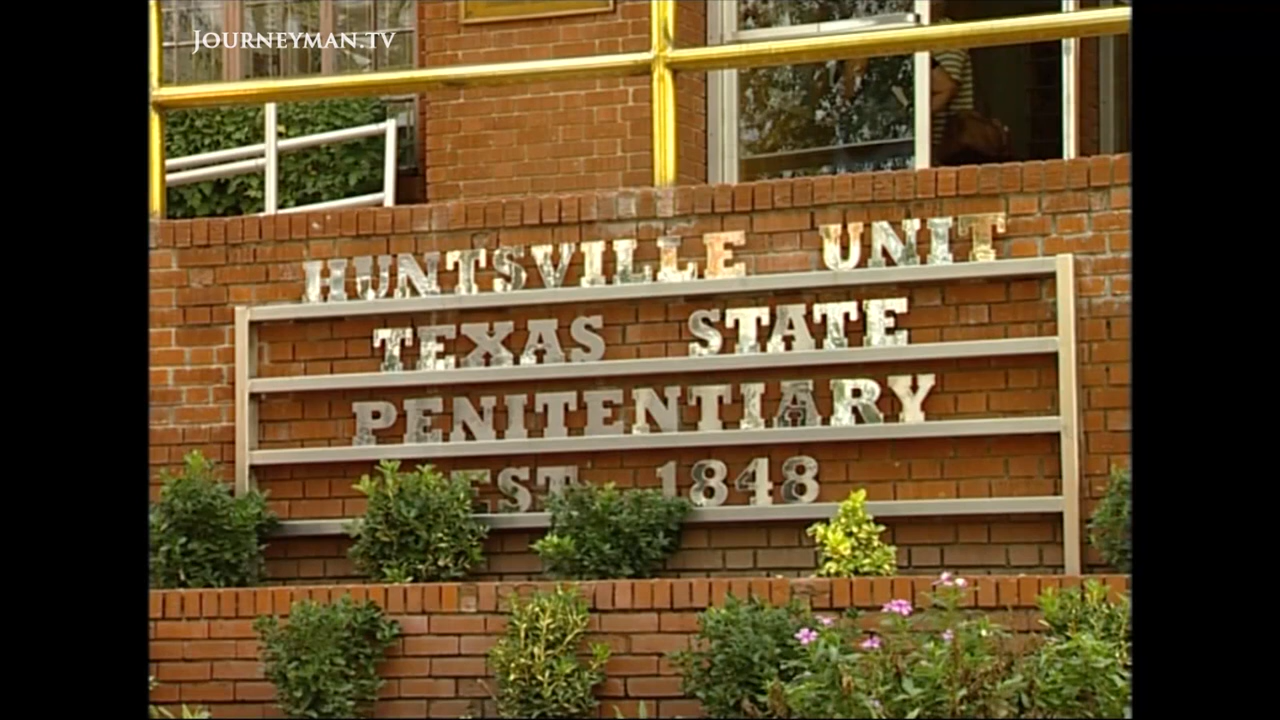 JOURNEYMAN.TV
HUNTSVILLE UNIT
TEXAS STATE
PENITENTIARY
EST 1848